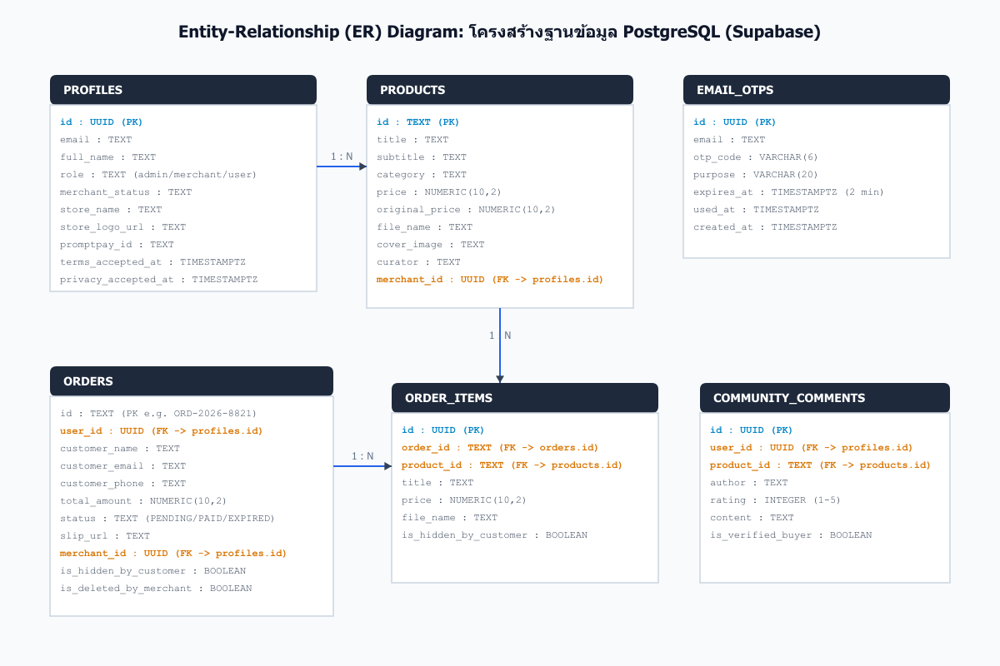 Entity-Relationship (ER) Diagram: โครงสร้างฐานข้อมูล PostgreSQL (Supabase)
PROFILES
id : UUID (PK)
email : TEXT
full_name : TEXT
role : TEXT (admin/merchant/user)
merchant_status : TEXT
store_name : TEXT
store_logo_url : TEXT
promptpay_id : TEXT
terms_accepted_at : TIMESTAMPTZ
privacy_accepted_at : TIMESTAMPTZ
1 : N
PRODUCTS
id : TEXT (PK)
title : TEXT
subtitle : TEXT
category : TEXT
price : NUMERIC(10,2)
original_price : NUMERIC(10,2)
file_name : TEXT
cover_image : TEXT
curator : TEXT
merchant_id : UUID (FK -> profiles.id)
EMAIL_OTPS
id : UUID (PK)
email : TEXT
otp_code : VARCHAR(6)
purpose : VARCHAR(20)
expires_at : TIMESTAMPTZ (2 min)
used_at : TIMESTAMPTZ
created_at : TIMESTAMPTZ
1 : N
ORDERS
id : TEXT (PK e.g. ORD-2026-8821)
user_id : UUID (FK -> profiles.id)
customer_name : TEXT
customer_email : TEXT
customer_phone : TEXT
total_amount : NUMERIC(10,2)
status : TEXT (PENDING/PAID/EXPIRED)
slip_url : TEXT
merchant_id : UUID (FK -> profiles.id)
is_hidden_by_customer : BOOLEAN
is_deleted_by_merchant : BOOLEAN
1 : N
ORDER_ITEMS
id : UUID (PK)
order_id : TEXT (FK -> orders.id)
product_id : TEXT (FK -> products.id)
title : TEXT
price : NUMERIC(10,2)
file_name : TEXT
is_hidden_by_customer : BOOLEAN
COMMUNITY_COMMENTS
id : UUID (PK)
user_id : UUID (FK -> profiles.id)
product_id : TEXT (FK -> products.id)
author : TEXT
rating : INTEGER (1-5)
content : TEXT
is_verified_buyer : BOOLEAN